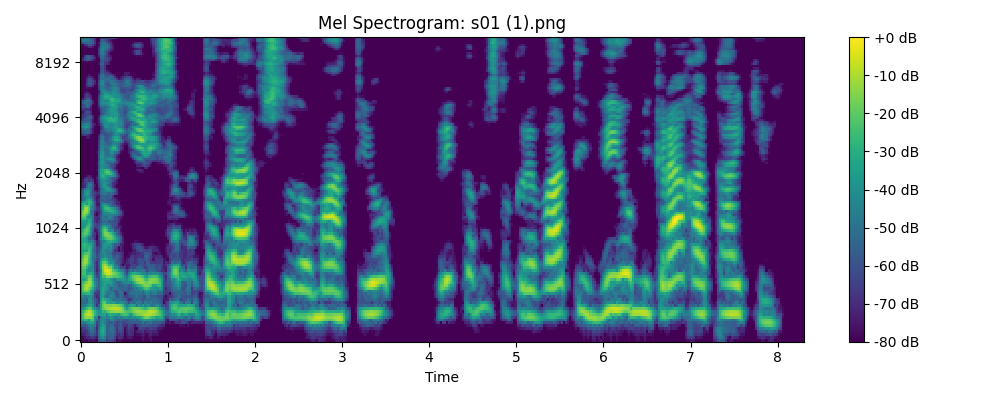 Mel Spectrogram: s01 (1).png
Hz
8192
4096
2048
1024
512
0
0 1 2 3 4 5 6 7 8
Time
+0 dB
-10 dB
-20 dB
-30 dB
-40 dB
-50 dB
-60 dB
-70 dB
-80 dB